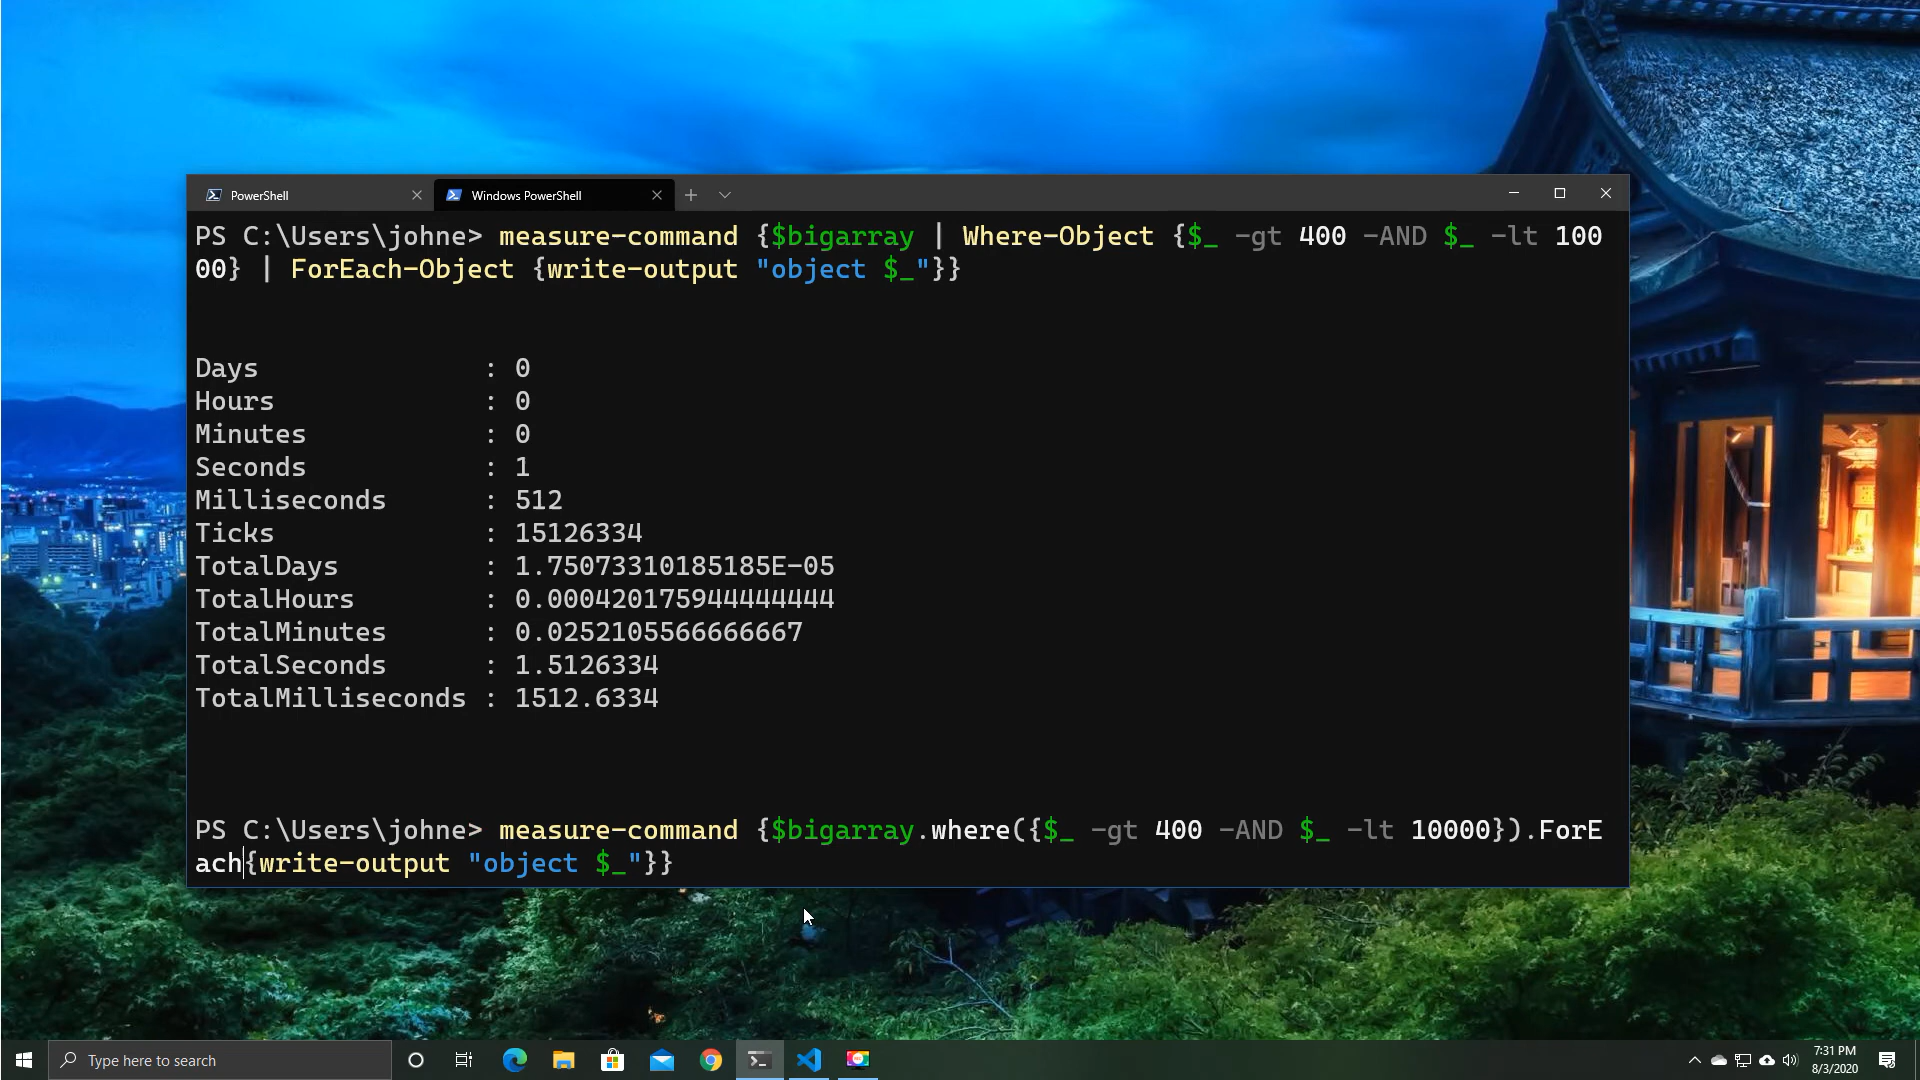 PowerShell
Windows PowerShell
PS C:\Users\johne> measure-command {$bigarray | Where-Object {$_ -gt 400 -AND $_ -lt 100
00} | ForEach-Object {write-output "object $_"}}
Days : 0
Hours : 0
Minutes : 0
Seconds : 1
Milliseconds : 512
Ticks : 15126334
TotalDays : 1.75073310185185E-05
TotalHours : 0.000420175944444444
TotalMinutes : 0.0252105566666667
TotalSeconds : 1.5126334
TotalMilliseconds : 1512.6334
PS C:\Users\johne> measure-command {$bigarray.where({$_ -gt 400 -AND $_ -lt 10000}).ForE
ach{write-output "object $_"}}
Type here to search
7:31 PM
8/3/2020